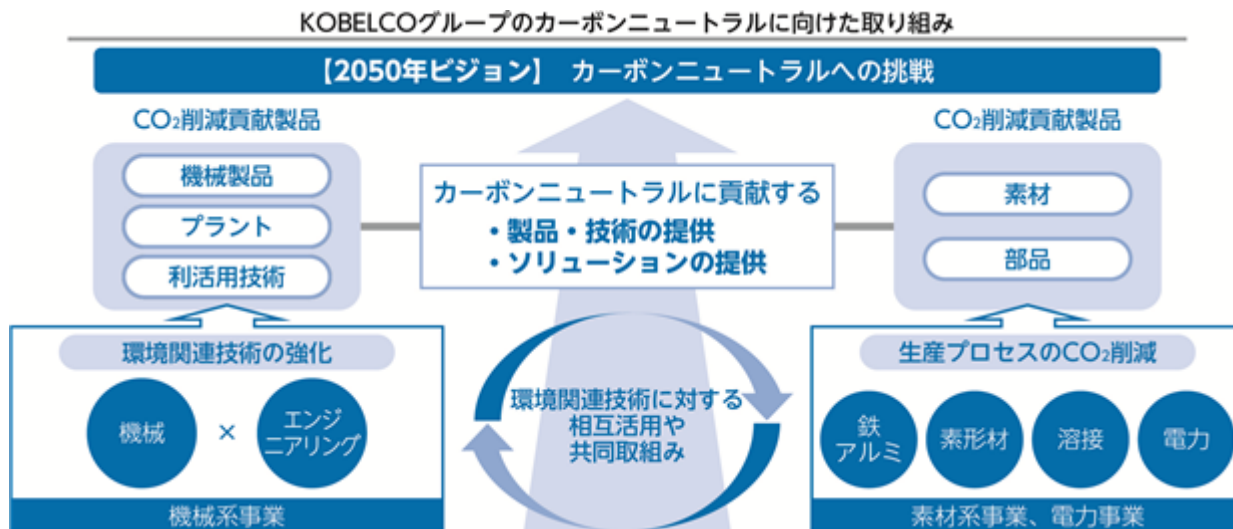 KOBELCOグループのカーボンニュートラルに向けた取り組み
【2050年ビジョン】 カーボンニュートラルへの挑戦
CO₂削減貢献製品
機械製品
プラント
利活用技術
カーボンニュートラルに貢献する
・製品・技術の提供
・ソリューションの提供
CO₂削減貢献製品
素材
部品
環境関連技術の強化
機械
×
エンジ
ニアリング
機械系事業
環境関連技術に対する
相互活用や
共同取組み
生産プロセスのCO₂削減
鉄
アルミ
素形材
溶接
電力
素材系事業、電力事業